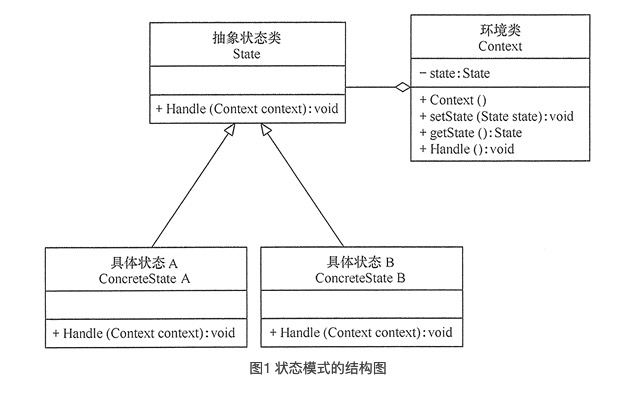 抽象状态类
State
+ Handle (Context context): void
环境类
Context
− state: State
+ Context ()
+ setState (State state): void
+ getState (): State
+ Handle (): void
具体状态 A
ConcreteState A
+ Handle (Context context): void
具体状态 B
ConcreteState B
+ Handle (Context context): void
图1 状态模式的结构图